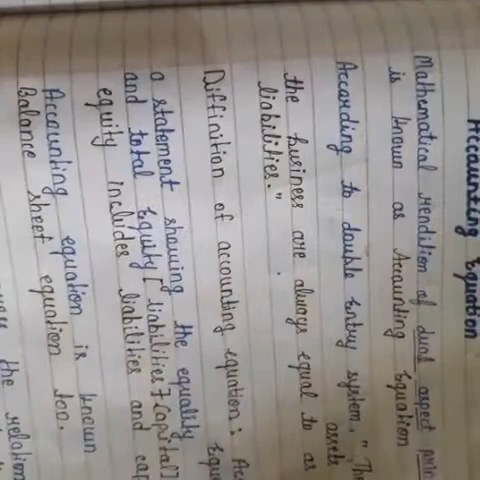 Accounting Equation
Mathematical rendition of dual aspect
is known as Accounting Equation
According to double Entry system, "The
assets
the business are always equal to
liabilities."
Diffinition of accounting equation:
a statement showing the equality
and total Equity [liabilities + Capital]
equity includes liabilities and
Accounting equation is known
Balance sheet equation too.
the